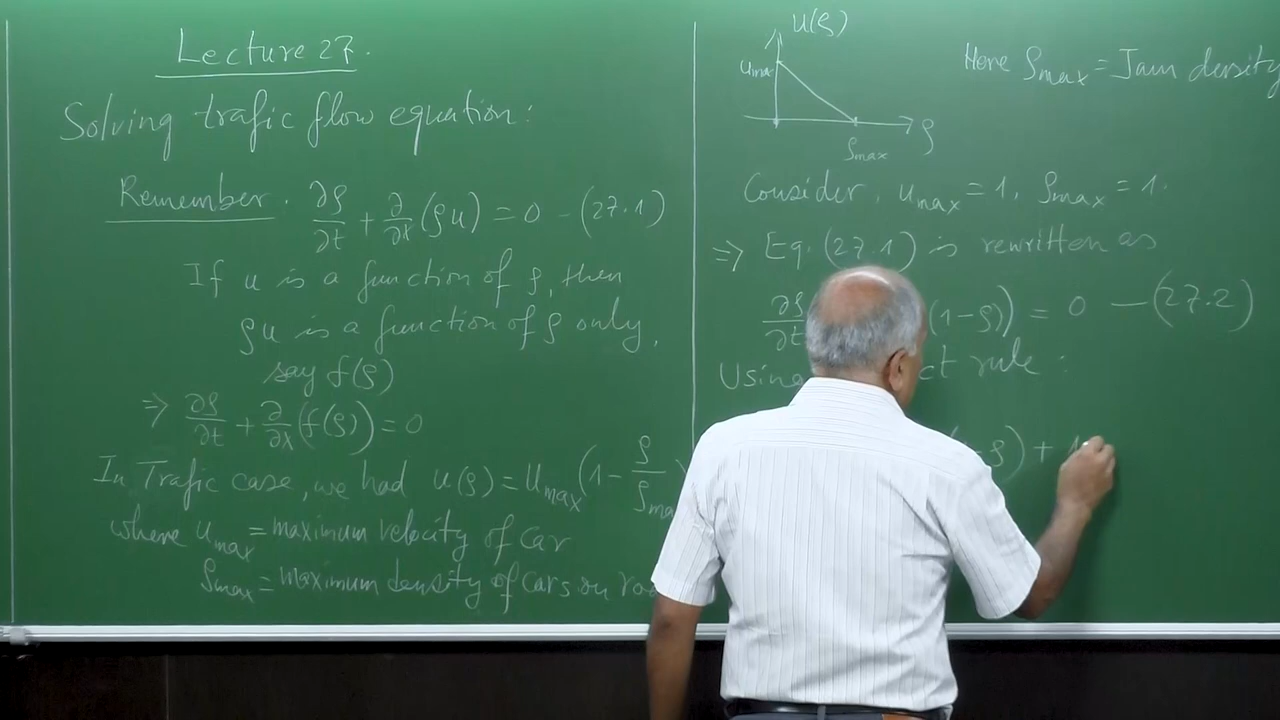 Lecture 27.
Solving trafic flow equation:
Remember. ∂ρ/∂t + ∂/∂x (ρu) = 0 - (27.1)
If u is a function of ρ, then
ρu is a function of ρ only,
say f(ρ)
⇒ ∂ρ/∂t + ∂/∂x (f(ρ)) = 0
In Trafic case, we had u(ρ) = Umax (1 - ρ/ρma
where umax = maximum velocity of car
ρmax = maximum density of cars on roa
u(ρ)
umax
ρmax
ρ
Here ρmax = Jam density
Consider, umax = 1, ρmax = 1.
⇒ Eq. (27.1) is rewritten as
∂ρ/∂t (1-ρ)) = 0 — (27.2)
Using ct rule:
-ρ) +